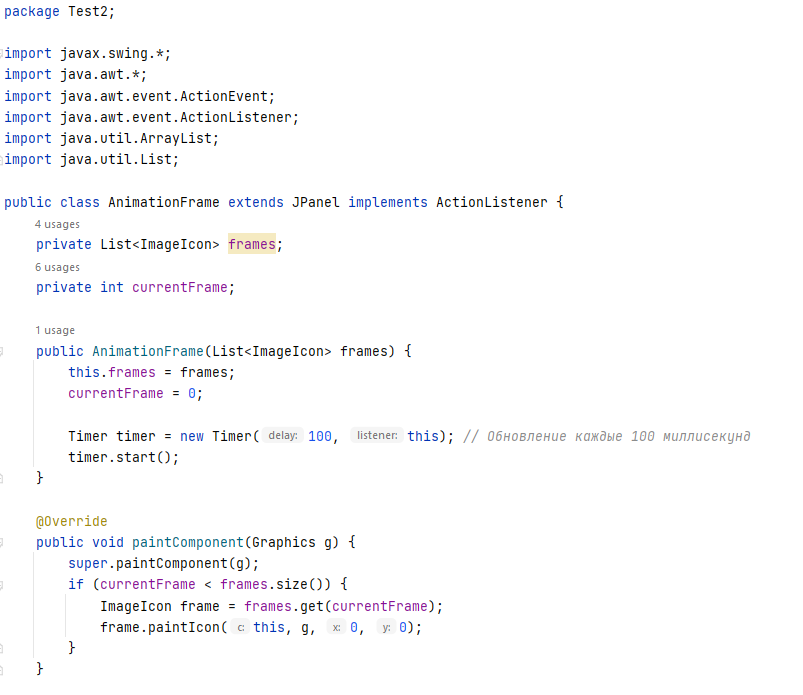 package Test2;
import javax.swing.*;
import java.awt.*;
import java.awt.event.ActionEvent;
import java.awt.event.ActionListener;
import java.util.ArrayList;
import java.util.List;
public class AnimationFrame extends JPanel implements ActionListener {
4 usages
private List<ImageIcon> frames;
6 usages
private int currentFrame;
1 usage
public AnimationFrame(List<ImageIcon> frames) {
this.frames = frames;
currentFrame = 0;
Timer timer = new Timer( delay: 100, listener: this); // Обновление каждые 100 миллисекунд
timer.start();
}
@Override
public void paintComponent(Graphics g) {
super.paintComponent(g);
if (currentFrame < frames.size()) {
ImageIcon frame = frames.get(currentFrame);
frame.paintIcon( c: this, g, x: 0, y: 0);
}
}